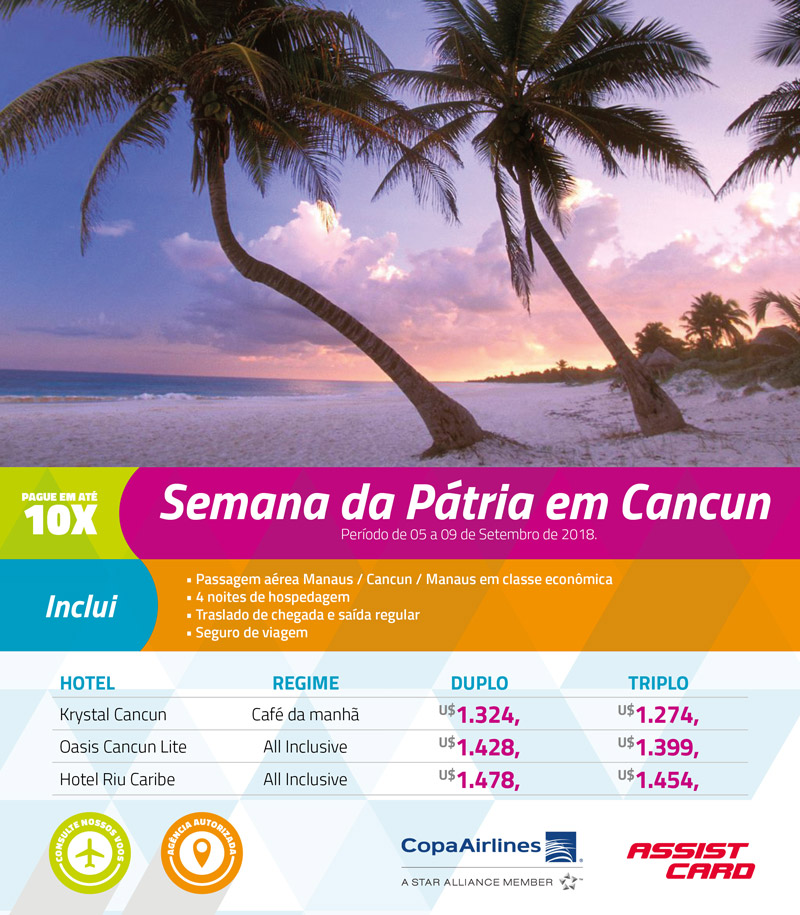 PAGUE EM ATÉ
10X
Semana da Pátria em Cancun
Período de 05 a 09 de Setembro de 2018.
Inclui
• Passagem aérea Manaus / Cancun / Manaus em classe econômica
• 4 noites de hospedagem
• Traslado de chegada e saída regular
• Seguro de viagem
HOTEL REGIME DUPLO TRIPLO
Krystal Cancun Café da manhã U$1.324, U$1.274,
Oasis Cancun Lite All Inclusive U$1.428, U$1.399,
Hotel Riu Caribe All Inclusive U$1.478, U$1.454,
CONSULTE NOSSOS VOOS
AGÊNCIA AUTORIZADA
CopaAirlines
A STAR ALLIANCE MEMBER
ASSIST
CARD